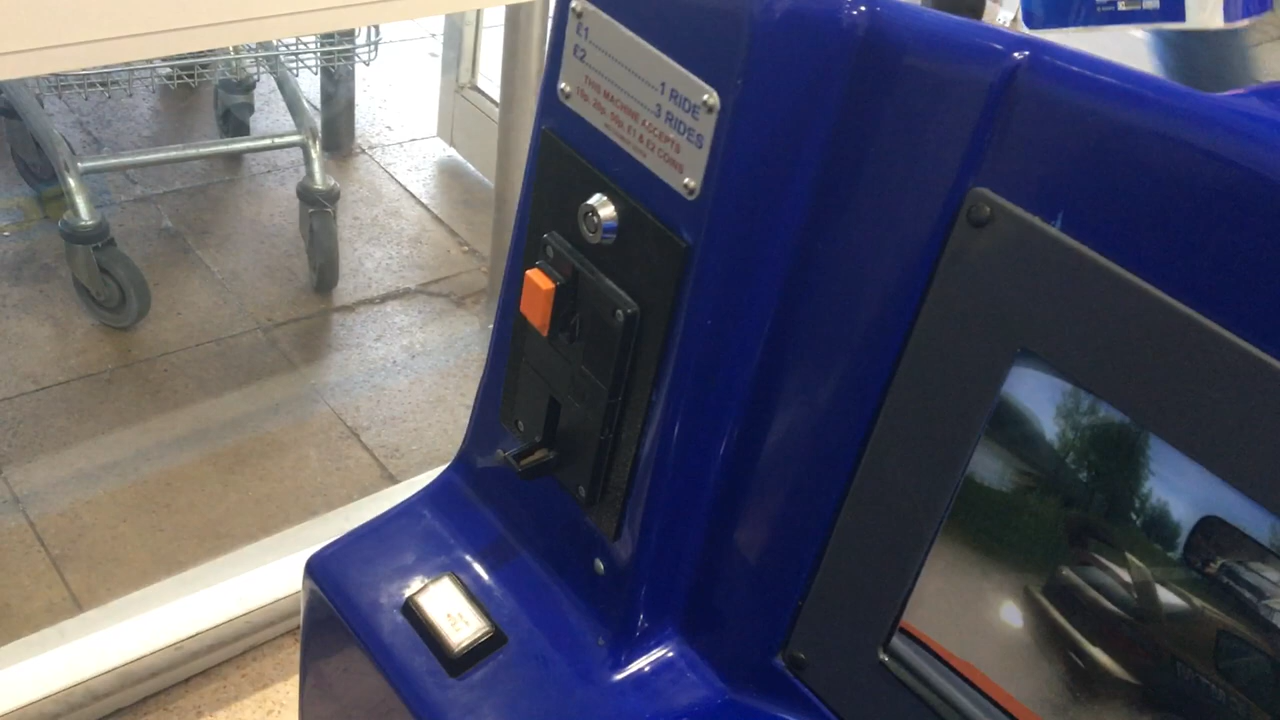 £1..................1 RIDE
£2..................3 RIDES
THIS MACHINE ACCEPTS
10p, 20p, 50p, £1 & £2 COINS